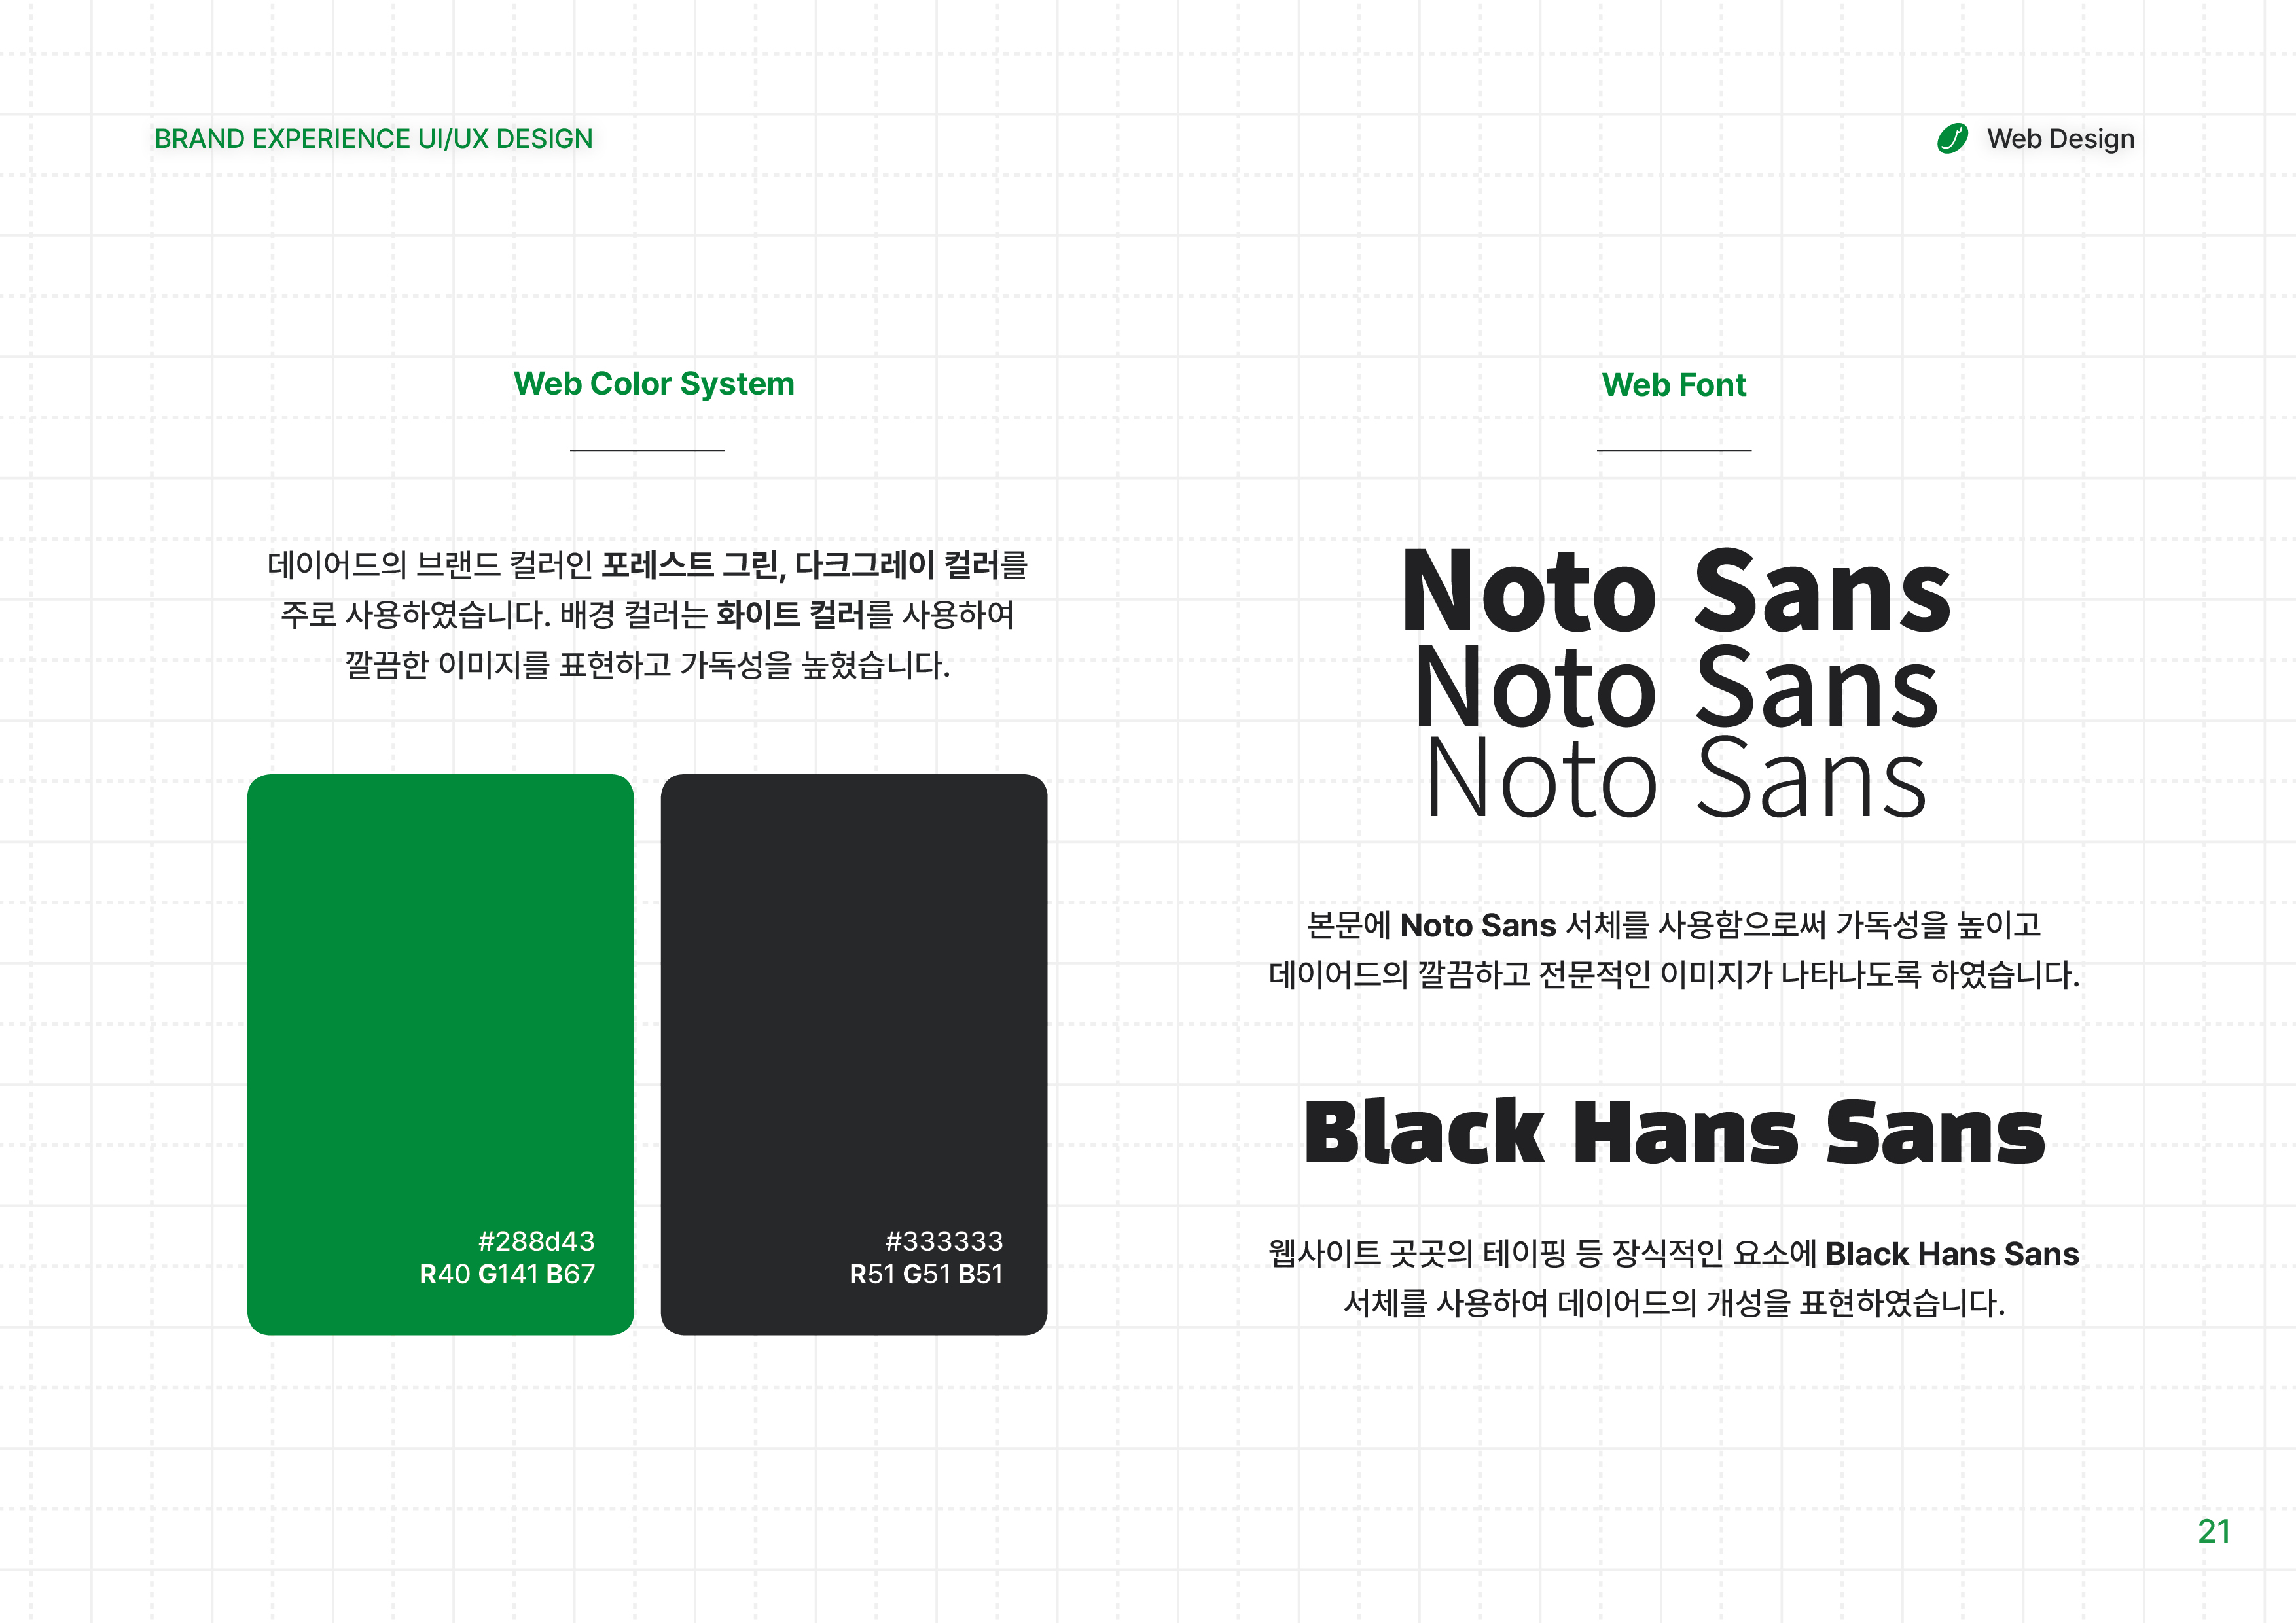 BRAND EXPERIENCE UI/UX DESIGN
Web Design
Web Color System
데이어드의 브랜드 컬러인 포레스트 그린, 다크그레이 컬러를
주로 사용하였습니다. 배경 컬러는 화이트 컬러를 사용하여
깔끔한 이미지를 표현하고 가독성을 높혔습니다.
#288d43
R40 G141 B67
#333333
R51 G51 B51
Web Font
Noto Sans
Noto Sans
Noto Sans
본문에 Noto Sans 서체를 사용함으로써 가독성을 높이고
데이어드의 깔끔하고 전문적인 이미지가 나타나도록 하였습니다.
Black Hans Sans
웹사이트 곳곳의 테이핑 등 장식적인 요소에 Black Hans Sans
서체를 사용하여 데이어드의 개성을 표현하였습니다.
21